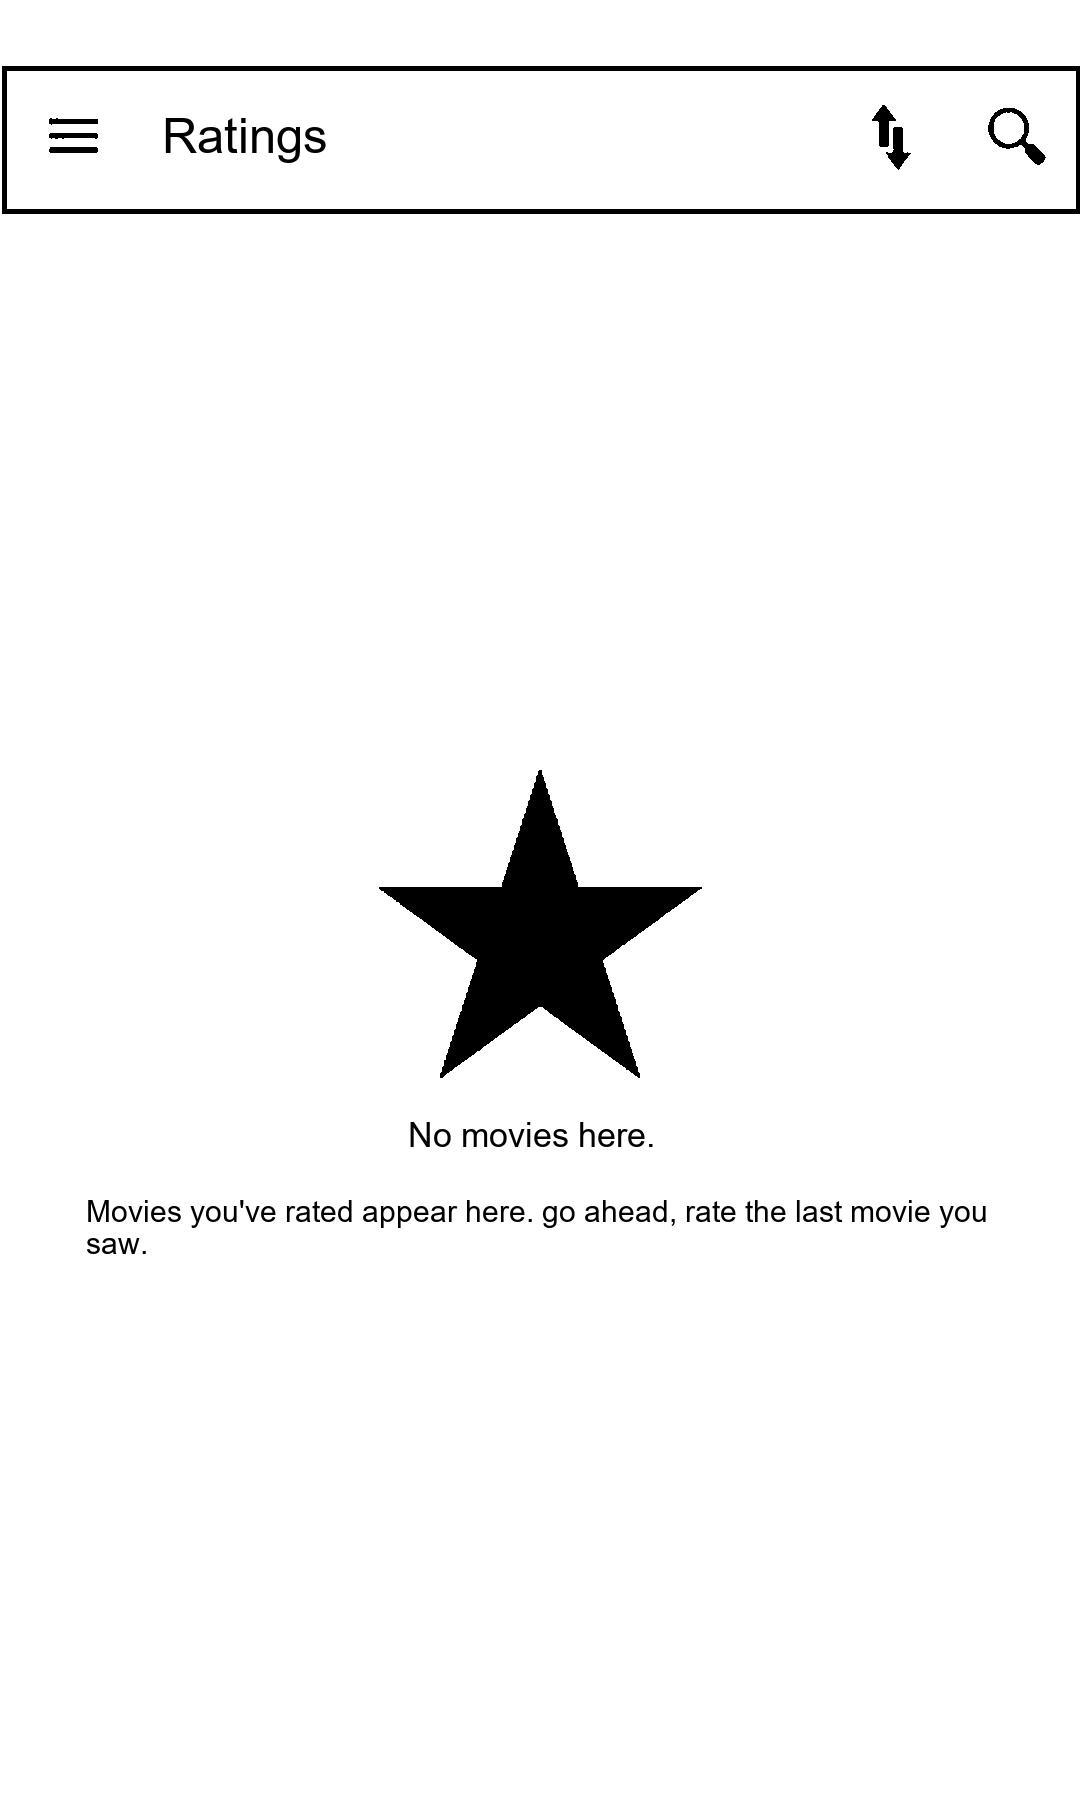 Ratings
No movies here.
Movies you've rated appear here. go ahead, rate the last movie you
saw.